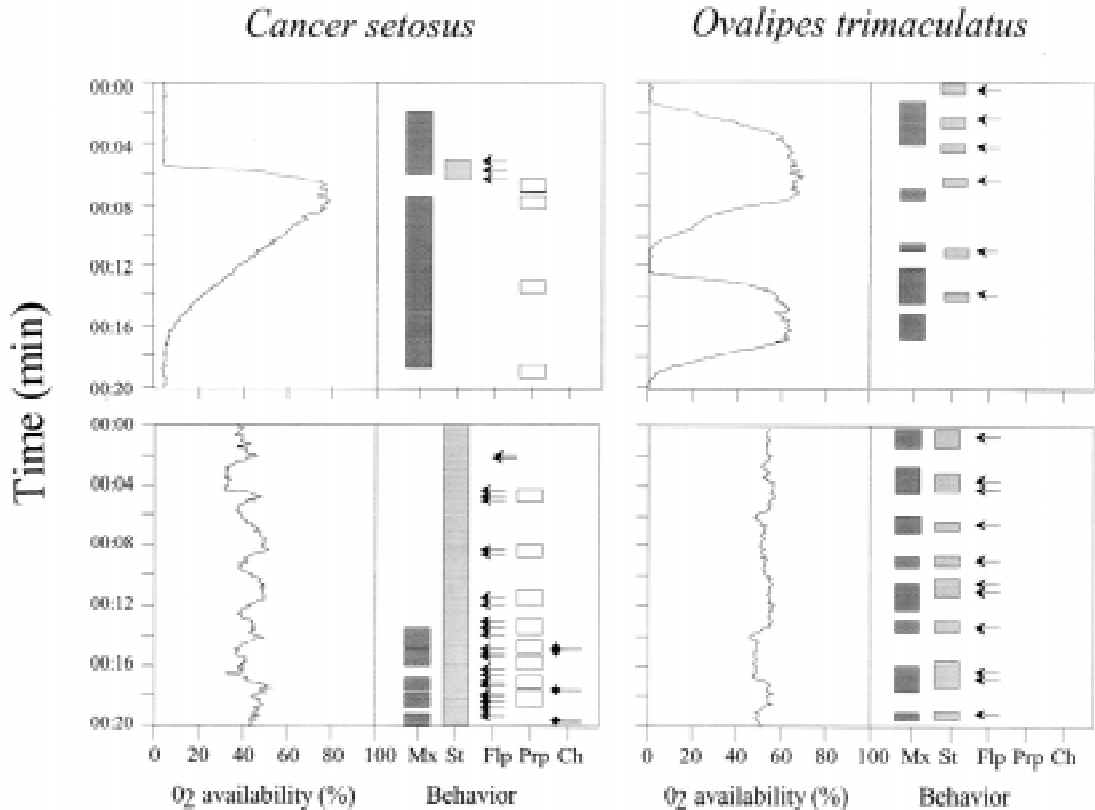 Cancer setosus
Ovalipes trimaculatus
Time (min)
00:00
00:04
00:08
00:12
00:16
00:20
00:00
00:04
00:08
00:12
00:16
00:20
0 20 40 60 80 100 Mx St Flp Prp Ch
0 20 40 60 80 100 Mx St Flp Prp Ch
02 availability (%) Behavior
02 availability (%) Behavior